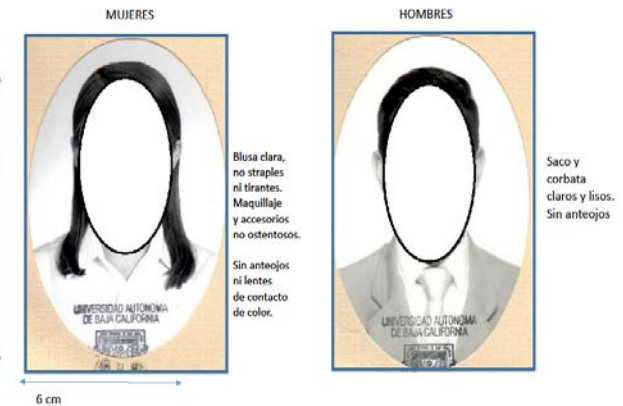 MUJERES
HOMBRES
Blusa clara,
no straples
ni tirantes.
Maquillaje
y accesorios
no ostentosos.
Sin anteojos
ni lentes
de contacto
de color.
Saco y
corbata
claros y lisos.
Sin anteojos
UNIVERSIDAD AUTONOMA
DE BAJA CALIFORNIA
UNIVERSIDAD AUTONOMA
DE BAJA CALIFORNIA
6 cm